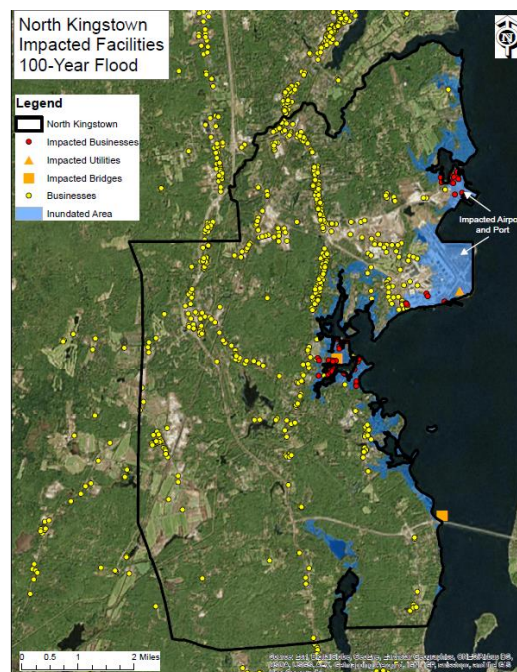 North Kingstown
Impacted Facilities
100-Year Flood
N
Legend
North Kingstown
Impacted Businesses
Impacted Utilities
Impacted Bridges
Businesses
Inundated Area
Impacted Airpo
and Port
0 0.5 1 2 Miles